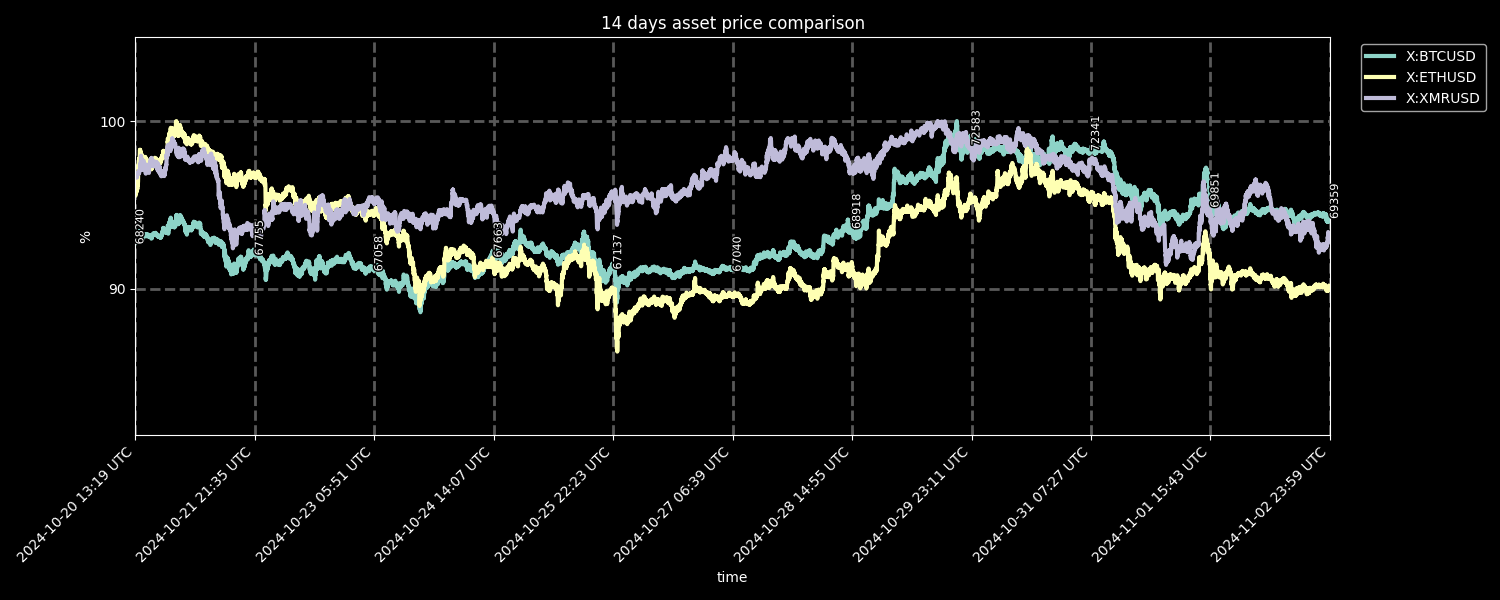 14 days asset price comparison
X:BTCUSD
X:ETHUSD
X:XMRUSD
100
90
%
68240
67755
67058
67663
67137
67040
68918
72583
72341
69851
69359
2024-10-20 13:19 UTC
2024-10-21 21:35 UTC
2024-10-23 05:51 UTC
2024-10-24 14:07 UTC
2024-10-25 22:23 UTC
2024-10-27 06:39 UTC
2024-10-28 14:55 UTC
2024-10-29 23:11 UTC
2024-10-31 07:27 UTC
2024-11-01 15:43 UTC
2024-11-02 23:59 UTC
time